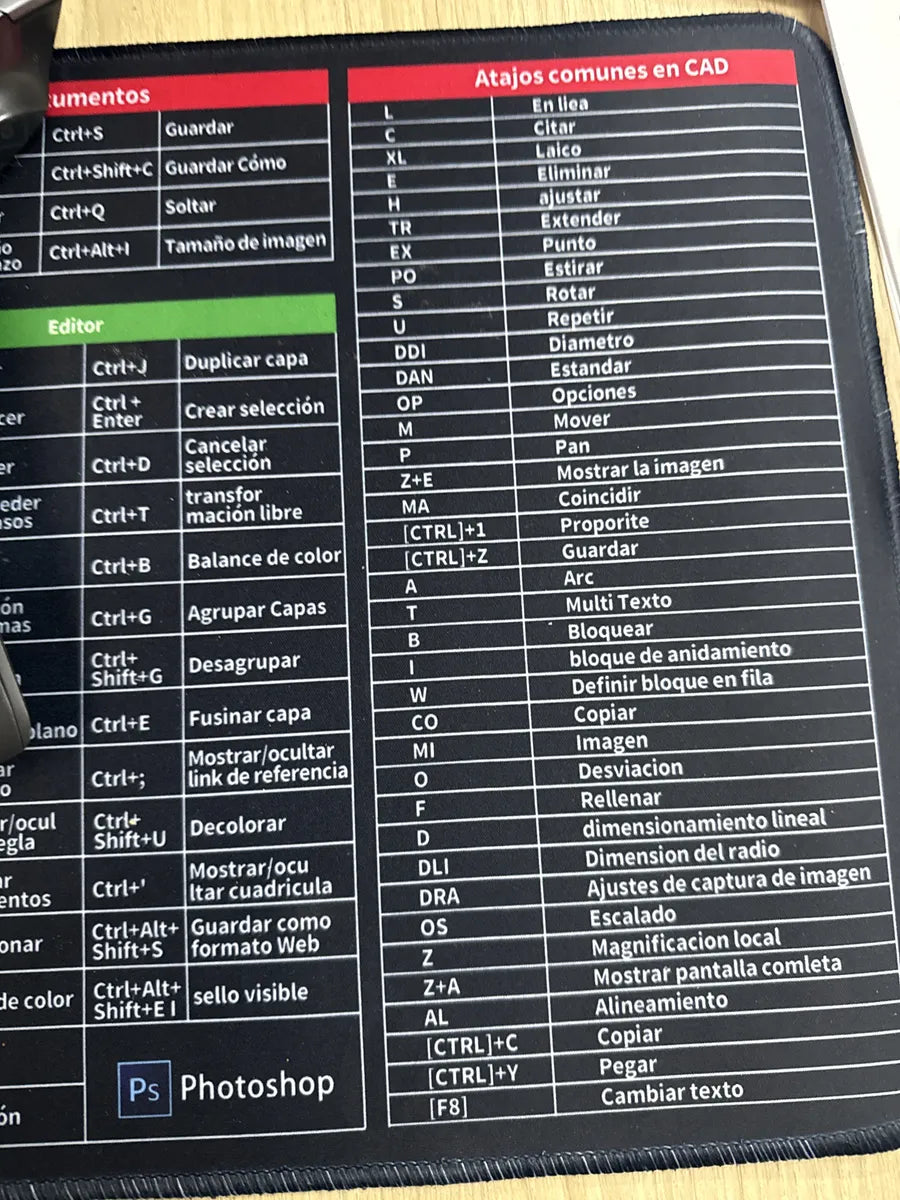 umentos
Ctrl+S Guardar
Ctrl+Shift+C Guardar Cómo
Ctrl+Q Soltar
Ctrl+Alt+I Tamaño de imagen
Editor
Ctrl+J Duplicar capa
Ctrl +
Enter
Crear selección
Ctrl+D
Cancelar
selección
Ctrl+T
transfor
mación libre
Ctrl+B Balance de color
Ctrl+G Agrupar Capas
Ctrl+
Shift+G
Desagrupar
Ctrl+E Fusinar capa
Ctrl+;
Mostrar/ocultar
link de referencia
Ctrl+
Shift+U
Decolorar
Ctrl+'
Mostrar/ocu
ltar cuadricula
Ctrl+Alt+
Shift+S
Guardar como
formato Web
de color
Ctrl+Alt+
Shift+E I
sello visible
Ps Photoshop
Atajos comunes en CAD
L En liea
C Citar
XL Laico
E Eliminar
H ajustar
TR Extender
EX Punto
PO Estirar
S Rotar
U Repetir
DDI Diametro
DAN Estandar
OP Opciones
M Mover
P Pan
Z+E Mostrar la imagen
MA Coincidir
[CTRL]+1 Proporite
[CTRL]+Z Guardar
A Arc
T Multi Texto
B Bloquear
I bloque de anidamiento
W Definir bloque en fila
CO Copiar
MI Imagen
O Desviacion
F Rellenar
D dimensionamiento lineal
DLI Dimension del radio
DRA Ajustes de captura de imagen
OS Escalado
Z Magnificacion local
Z+A Mostrar pantalla comleta
AL Alineamiento
[CTRL]+C Copiar
[CTRL]+Y Pegar
[F8] Cambiar texto